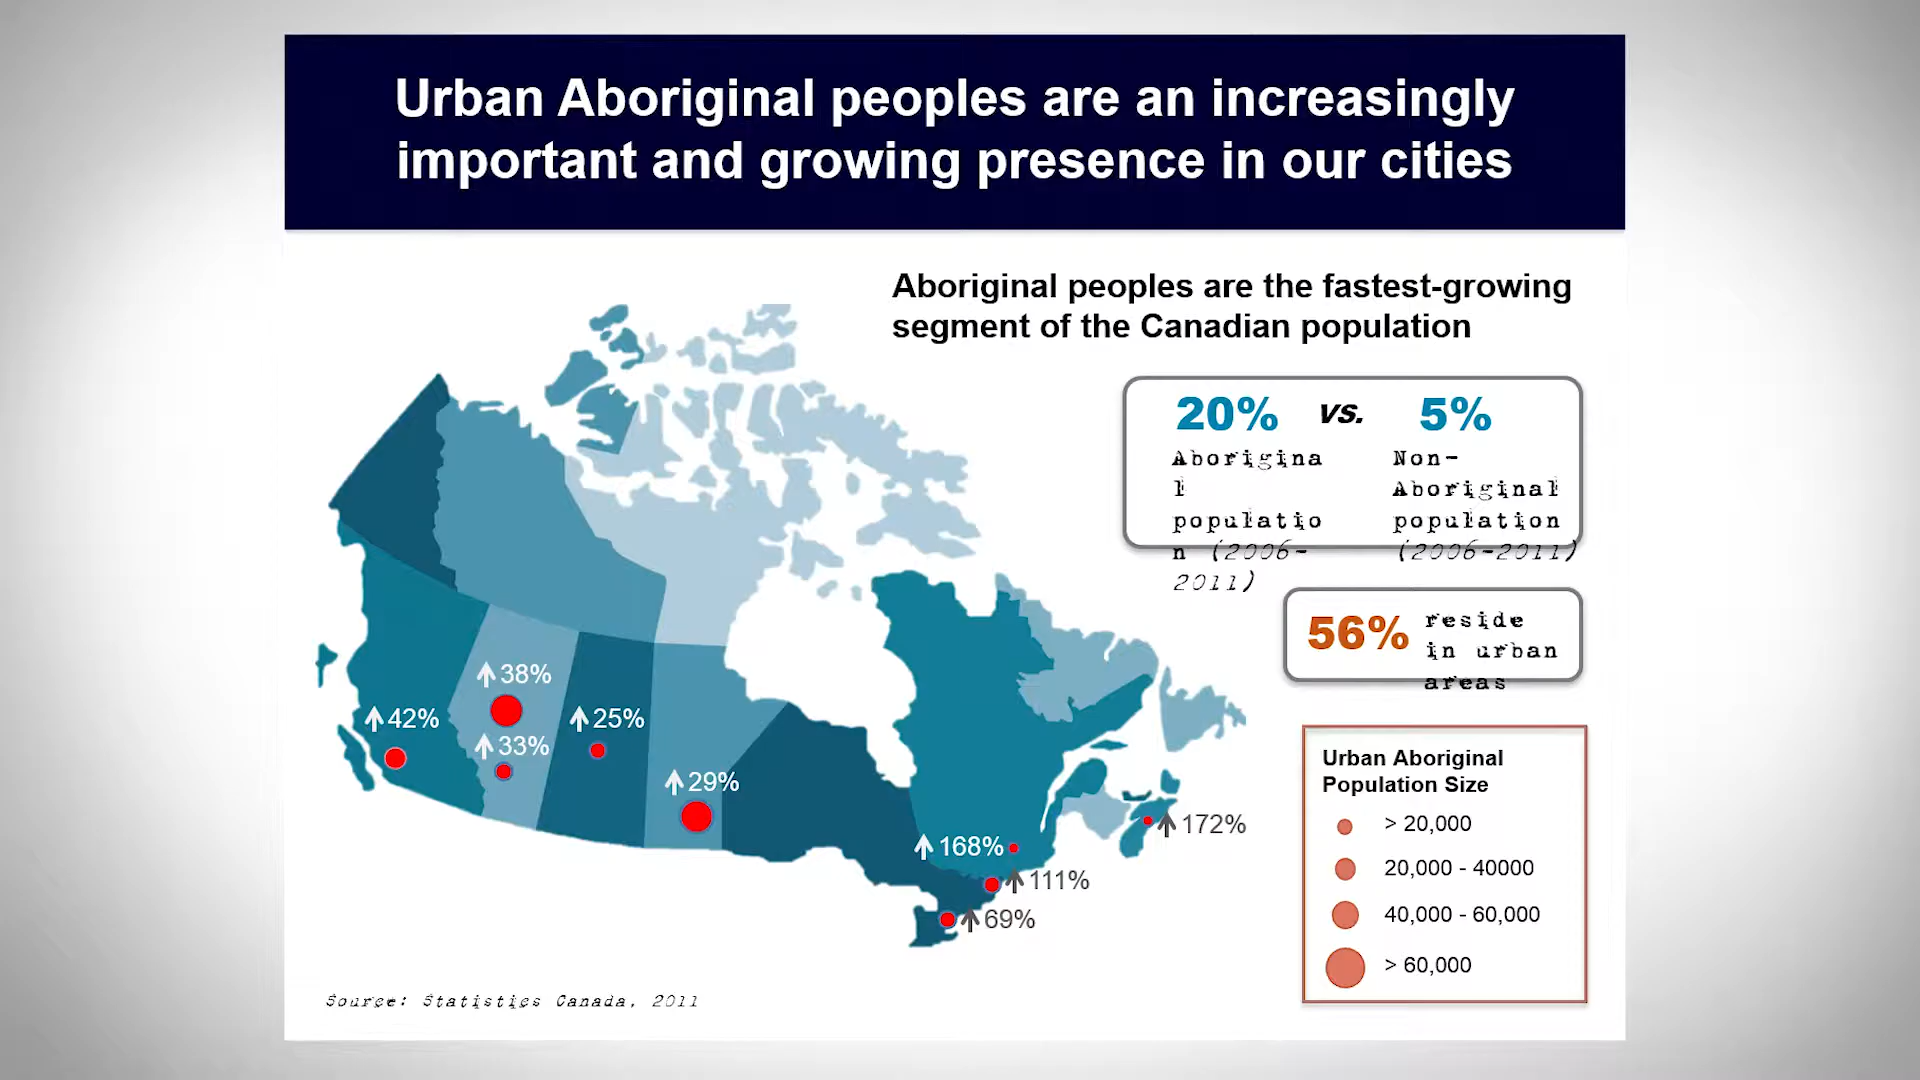 Urban Aboriginal peoples are an increasingly
important and growing presence in our cities
Aboriginal peoples are the fastest-growing
segment of the Canadian population
20% vs. 5%
Aborigina
l
populatio
n (2006-
2011)
Non-
Aboriginal
population
(2006-2011)
56%
reside
in urban
areas
38%
42%
25%
33%
29%
172%
168%
111%
69%
Urban Aboriginal
Population Size
> 20,000
20,000 - 40000
40,000 - 60,000
> 60,000
Source: Statistics Canada, 2011